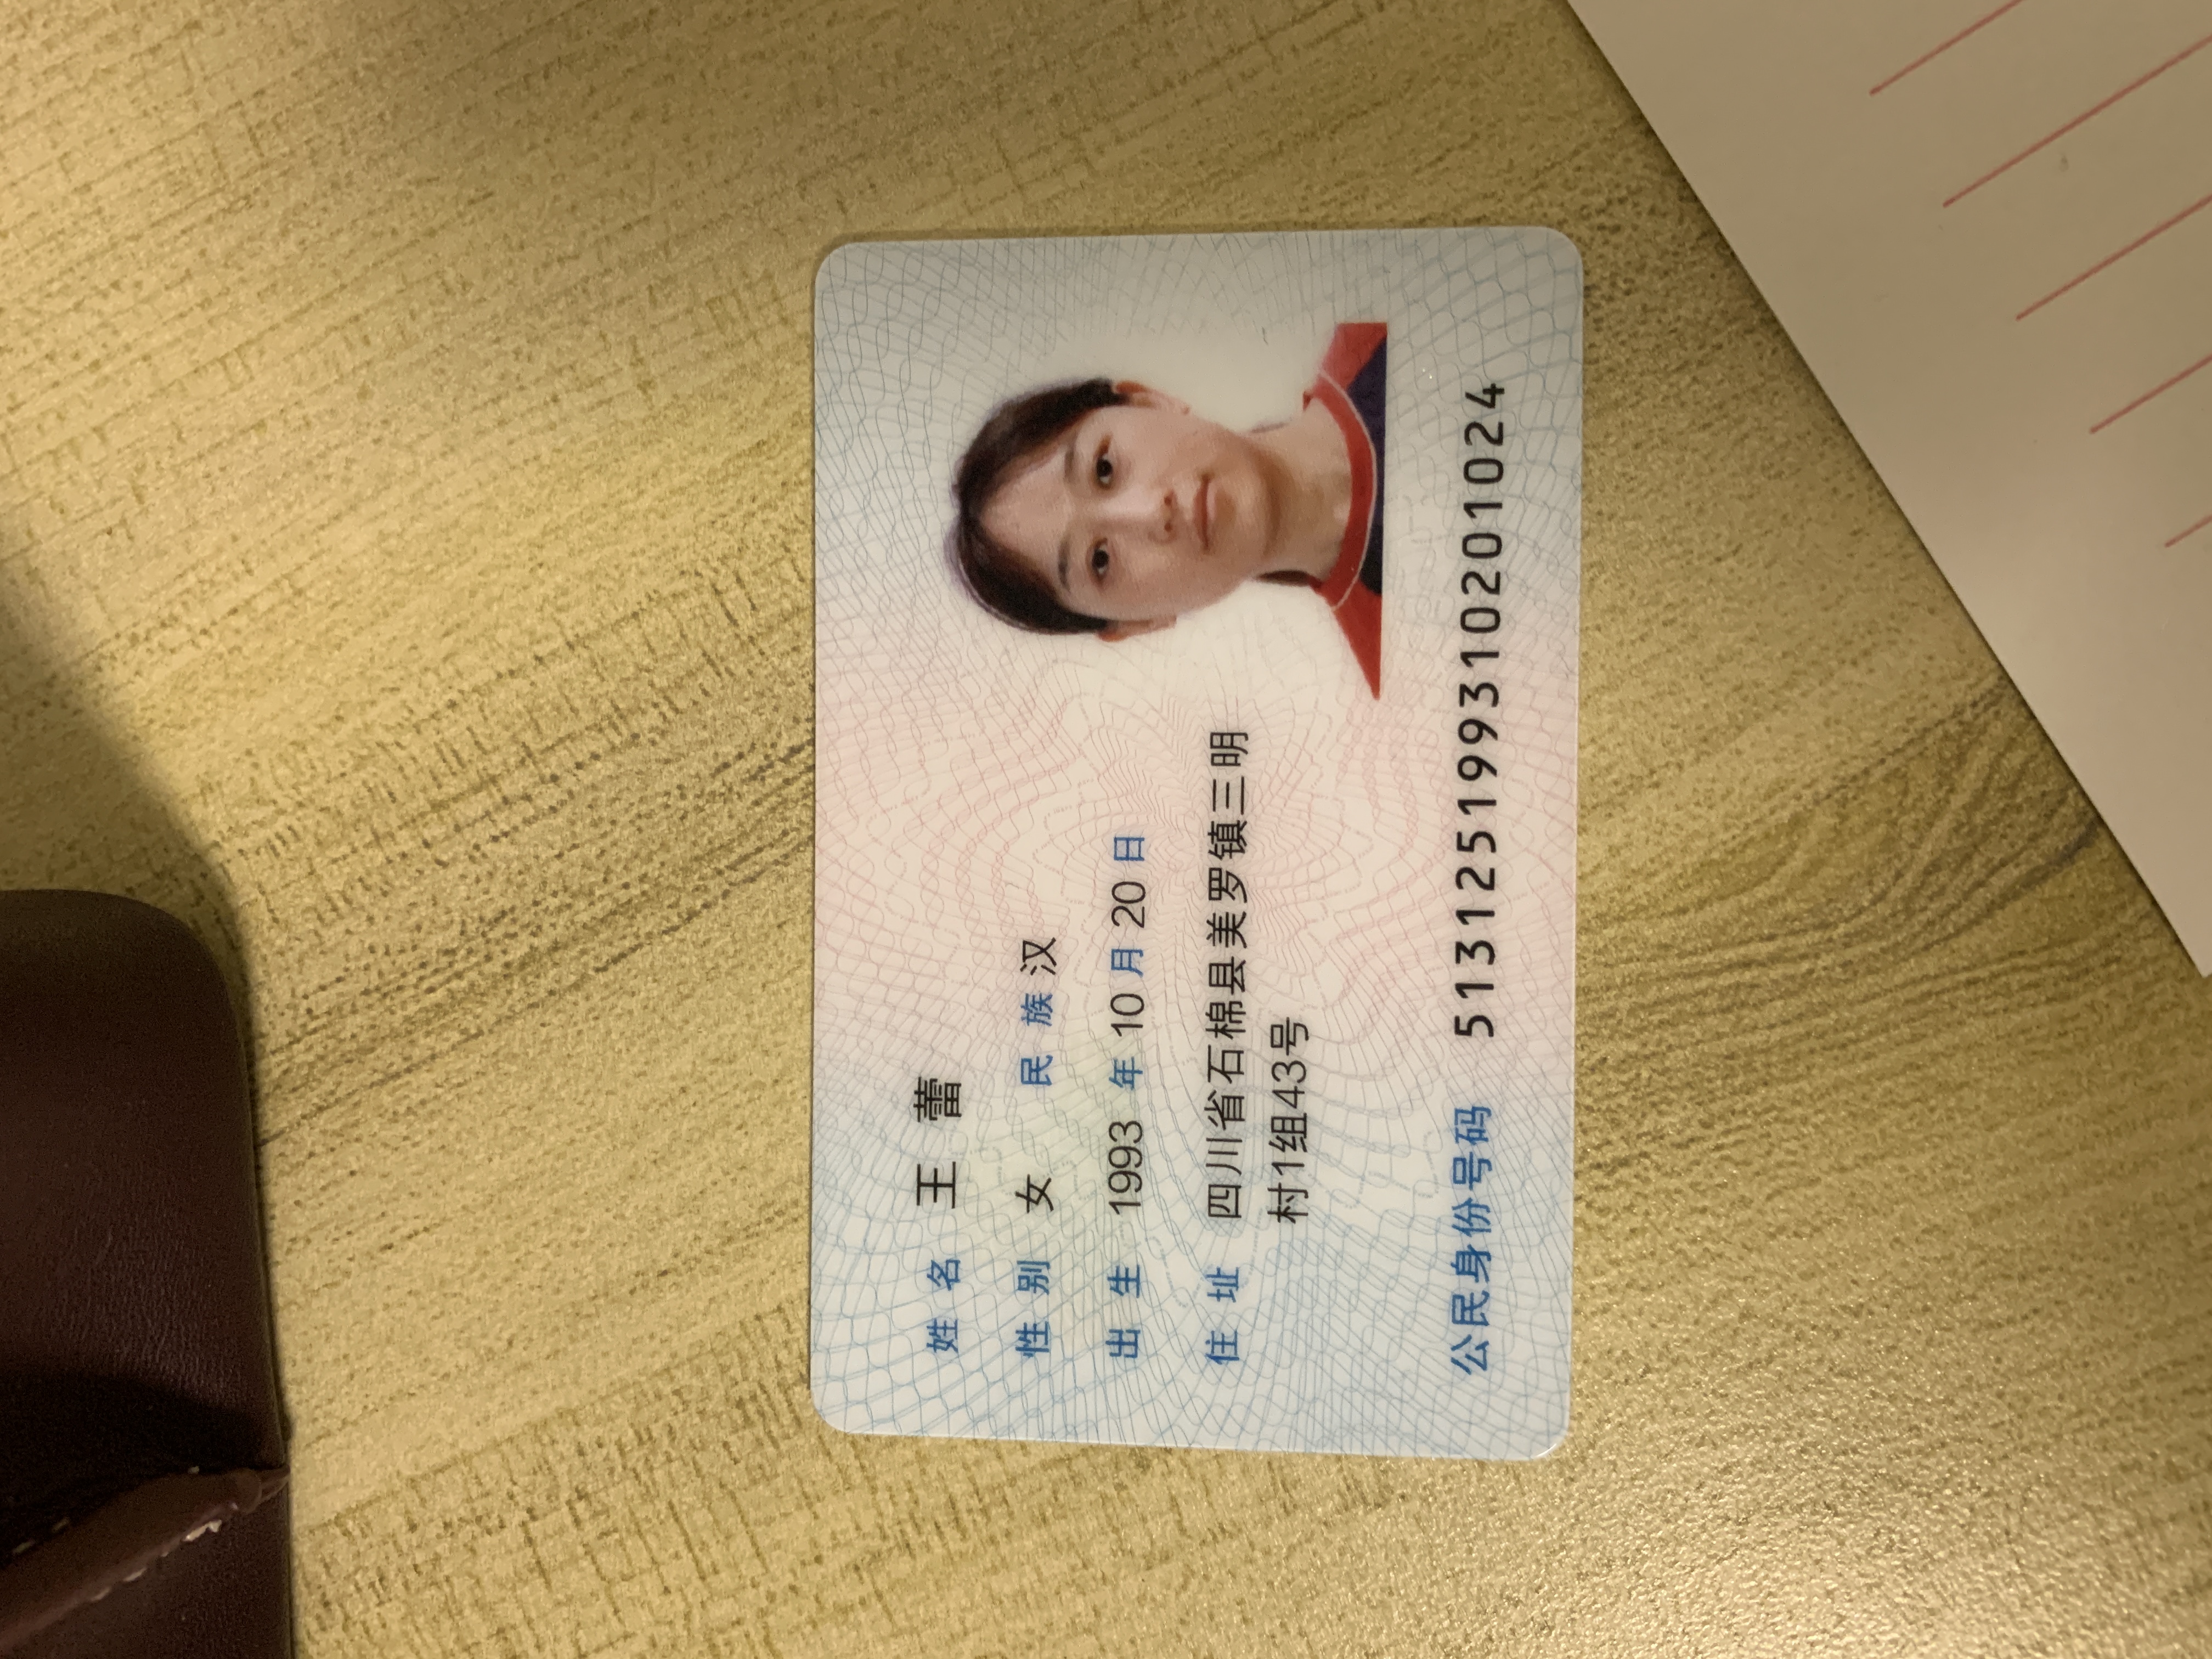 姓名 王蕾
性别 女 民族 汉
出生 1993 年 10 月 20 日
住址 四川省石棉县美罗镇三明
村1组43号
公民身份号码 513125199310201024